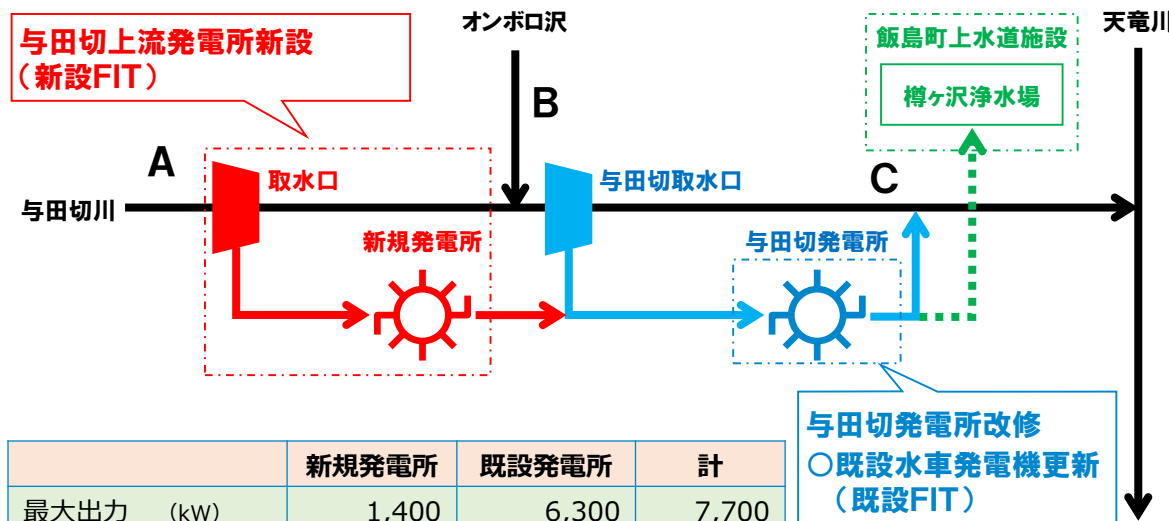 オンボロ沢
天竜川
与田切上流発電所新設
(新設FIT)
飯島町上水道施設
樽ヶ沢浄水場
A
B
C
取水口
与田切取水口
与田切川
新規発電所
与田切発電所
与田切発電所改修
○既設水車発電機更新
(既設FIT)
新規発電所 既設発電所 計
最大出力 (kW) 1,400 6,300 7,700